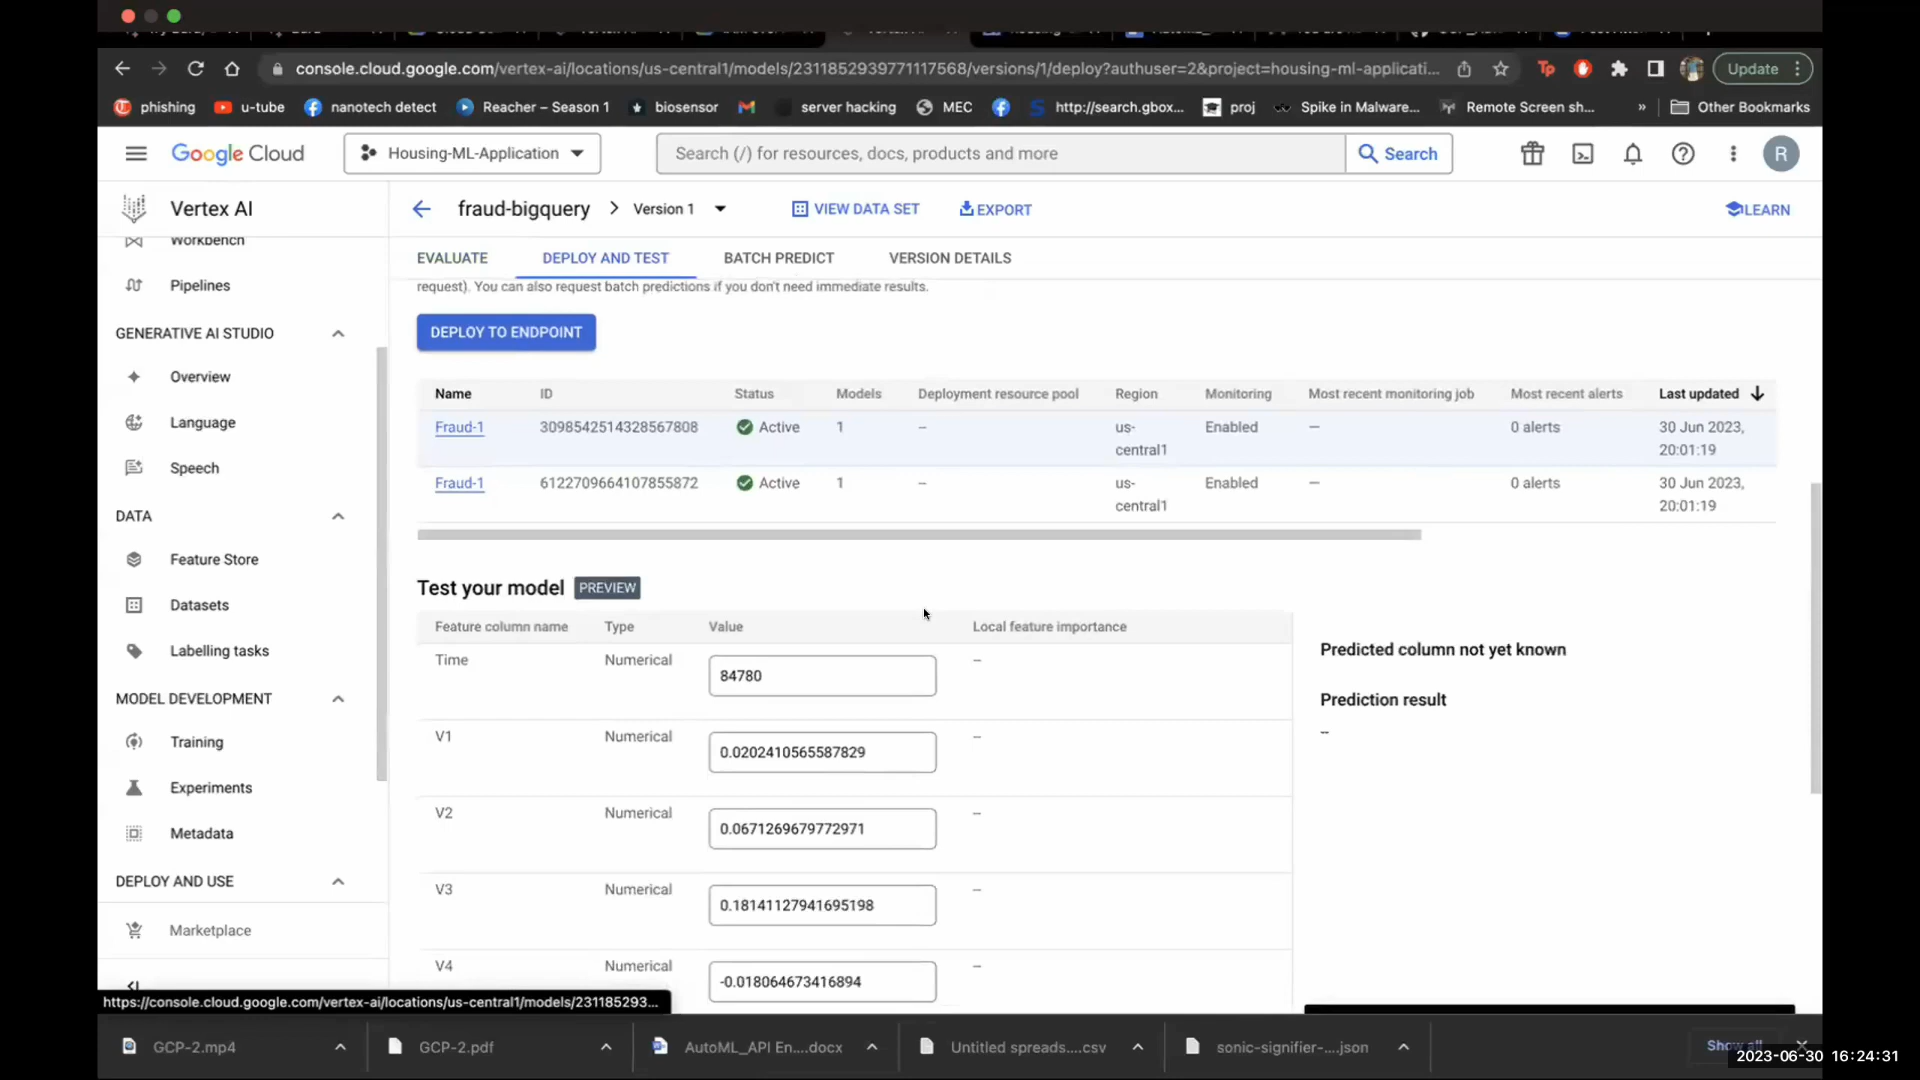 console.cloud.google.com/vertex-ai/locations/us-central1/models/2311852939771117568/versions/1/deploy?authuser=2&project=housing-ml-applicati...
Update
phishing
u-tube
nanotech detect
Reacher – Season 1
biosensor
server hacking
MEC
http://search.gbox...
proj
Spike in Malware...
Remote Screen sh...
»
Other Bookmarks
Google Cloud
Housing-ML-Application
Search (/) for resources, docs, products and more
Search
R
Vertex AI
fraud-bigquery
Version 1
VIEW DATA SET
EXPORT
LEARN
Workbench
Pipelines
GENERATIVE AI STUDIO
Overview
Language
Speech
DATA
Feature Store
Datasets
Labelling tasks
MODEL DEVELOPMENT
Training
Experiments
Metadata
DEPLOY AND USE
Marketplace
EVALUATE
DEPLOY AND TEST
BATCH PREDICT
VERSION DETAILS
request). You can also request batch predictions if you don't need immediate results.
DEPLOY TO ENDPOINT
Name ID Status Models Deployment resource pool Region Monitoring Most recent monitoring job Most recent alerts Last updated
Fraud-1 3098542514328567808 Active 1 – us- Enabled — 0 alerts 30 Jun 2023,
central1 20:01:19
Fraud-1 6122709664107855872 Active 1 – us- Enabled — 0 alerts 30 Jun 2023,
central1 20:01:19
Test your model PREVIEW
Feature column name Type Value Local feature importance
Time Numerical 84780 –
V1 Numerical 0.0202410565587829 –
V2 Numerical 0.0671269679772971 –
V3 Numerical 0.18141127941695198 –
V4 Numerical -0.018064673416894 –
Predicted column not yet known
Prediction result
--
https://console.cloud.google.com/vertex-ai/locations/us-central1/models/231185293...
GCP-2.mp4
GCP-2.pdf
AutoML_API En....docx
Untitled spreads....csv
sonic-signifier-....json
Show all
2023-06-30 16:24:31